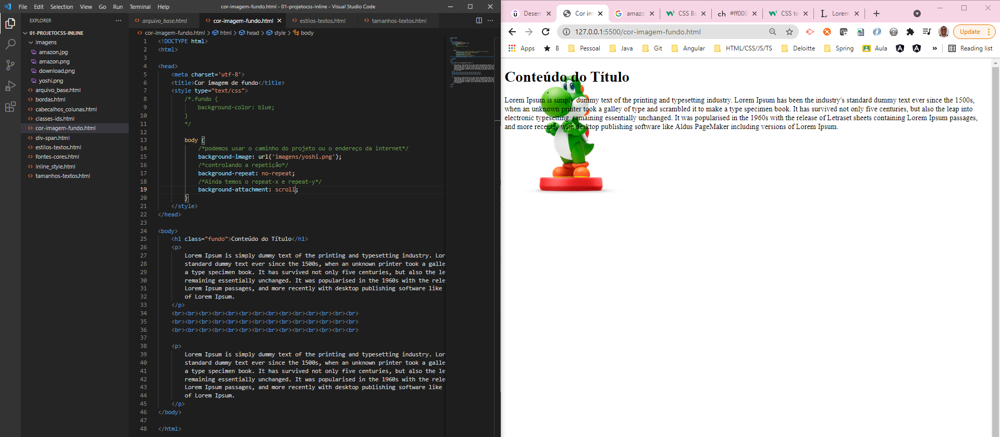 File Edit Selection View Go Run Terminal Help
cor-imagem-fundo.html - 01-projetocss-inline - Visual Studio Code
EXPLORER
01-PROJETOCSS-INLINE
imagens
amazon.jpg
amazon.png
download.png
yoshi.png
arquivo_base.html
bordas.html
cabecalhos_colunas.html
classes-ids.html
cor-imagem-fundo.html
div-span.html
estilos-textos.html
fontes-cores.html
inline_style.html
tamanhos-textos.html
arquivo_base.html cor-imagem-fundo.html estilos-textos.html tamanhos-textos.html
cor-imagem-fundo.html > html > head > style > body
1 <!DOCTYPE html>
2 <html>
3
4 <head>
5 <meta charset='utf-8'>
6 <title>Cor imagem de fundo</title>
7 <style type="text/css">
8 /*.fundo {
9 background-color: blue;
10 }
11 */
12
13 body {
14 /*podemos usar o caminho do projeto ou o endereço da internet*/
15 background-image: url('imagens/yoshi.png');
16 /*controlando a repetição*/
17 background-repeat: no-repeat;
18 /*Ainda temos o repeat-x e repeat-y*/
19 background-attachment: scroll;
20 }
21 </style>
22 </head>
23
24 <body>
25 <h1 class="fundo">Conteúdo do Título</h1>
26 <p>
27 Lorem Ipsum is simply dummy text of the printing and typesetting industry. Lor
28 standard dummy text ever since the 1500s, when an unknown printer took a galle
29 a type specimen book. It has survived not only five centuries, but also the le
30 remaining essentially unchanged. It was popularised in the 1960s with the rele
31 Lorem Ipsum passages, and more recently with desktop publishing software like
32 of Lorem Ipsum.
33 </p>
34 <br><br><br><br><br><br><br><br><br><br><br><br><br><br>
35 <br><br><br><br><br><br><br><br><br><br><br><br><br><br>
36 <br><br><br><br><br><br><br><br><br><br><br><br><br><br>
37
38 <p>
39 Lorem Ipsum is simply dummy text of the printing and typesetting industry. Lor
40 standard dummy text ever since the 1500s, when an unknown printer took a galle
41 a type specimen book. It has survived not only five centuries, but also the le
42 remaining essentially unchanged. It was popularised in the 1960s with the rele
43 Lorem Ipsum passages, and more recently with desktop publishing software like
44 of Lorem Ipsum.
45 </p>
46 </body>
47
48 </html>
Desen Cor im amazo CSS Bo ch #ff000 CSS te Lorem
127.0.0.1:5500/cor-imagem-fundo.html
Update
Apps B Pessoal Java Git Angular HTML/CSS/JS/TS Deloitte Spring Aula » Reading list
Conteúdo do Título
Lorem Ipsum is simply dummy text of the printing and typesetting industry. Lorem Ipsum has been the industry's standard dummy text ever since the 1500s,
when an unknown printer took a galley of type and scrambled it to make a type specimen book. It has survived not only five centuries, but also the leap into
electronic typesetting, remaining essentially unchanged. It was popularised in the 1960s with the release of Letraset sheets containing Lorem Ipsum passages,
and more recently with desktop publishing software like Aldus PageMaker including versions of Lorem Ipsum.